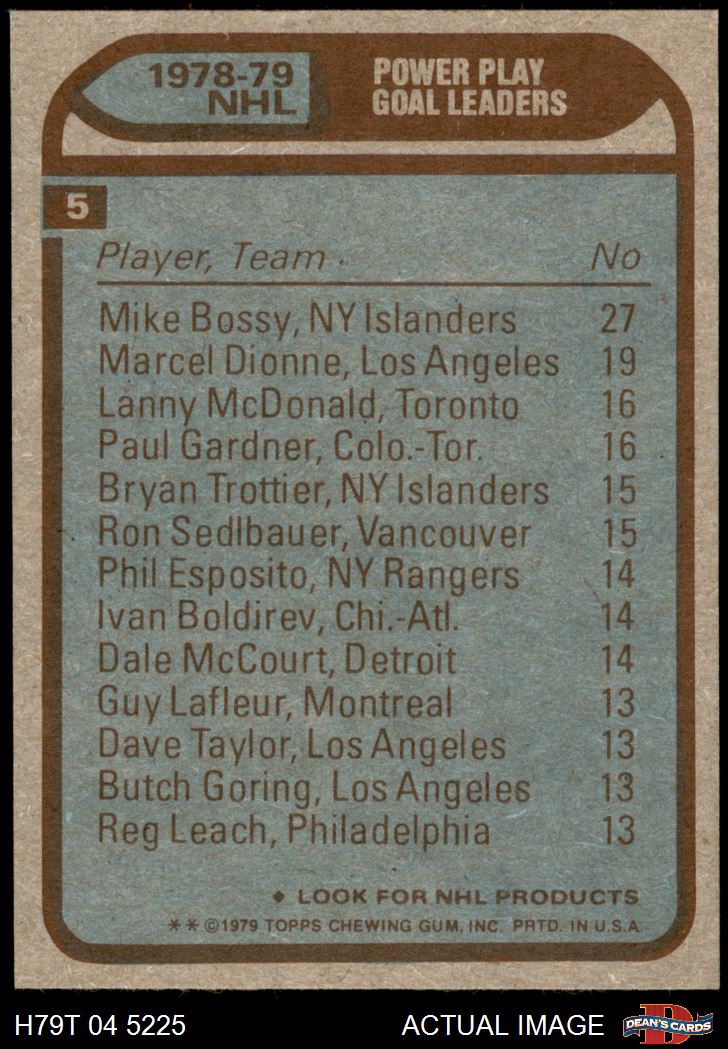 1978-79 NHL POWER PLAY GOAL LEADERS
5
Player, Team No
Mike Bossy, NY Islanders 27
Marcel Dionne, Los Angeles 19
Lanny McDonald, Toronto 16
Paul Gardner, Colo.-Tor. 16
Bryan Trottier, NY Islanders 15
Ron Sedlbauer, Vancouver 15
Phil Esposito, NY Rangers 14
Ivan Boldirev, Chi.-Atl. 14
Dale McCourt, Detroit 14
Guy Lafleur, Montreal 13
Dave Taylor, Los Angeles 13
Butch Goring, Los Angeles 13
Reg Leach, Philadelphia 13
♦ LOOK FOR NHL PRODUCTS
** ©1979 TOPPS CHEWING GUM, INC. PRTD. IN U.S.A.
H79T 04 5225 ACTUAL IMAGE D DEAN'S CARDS